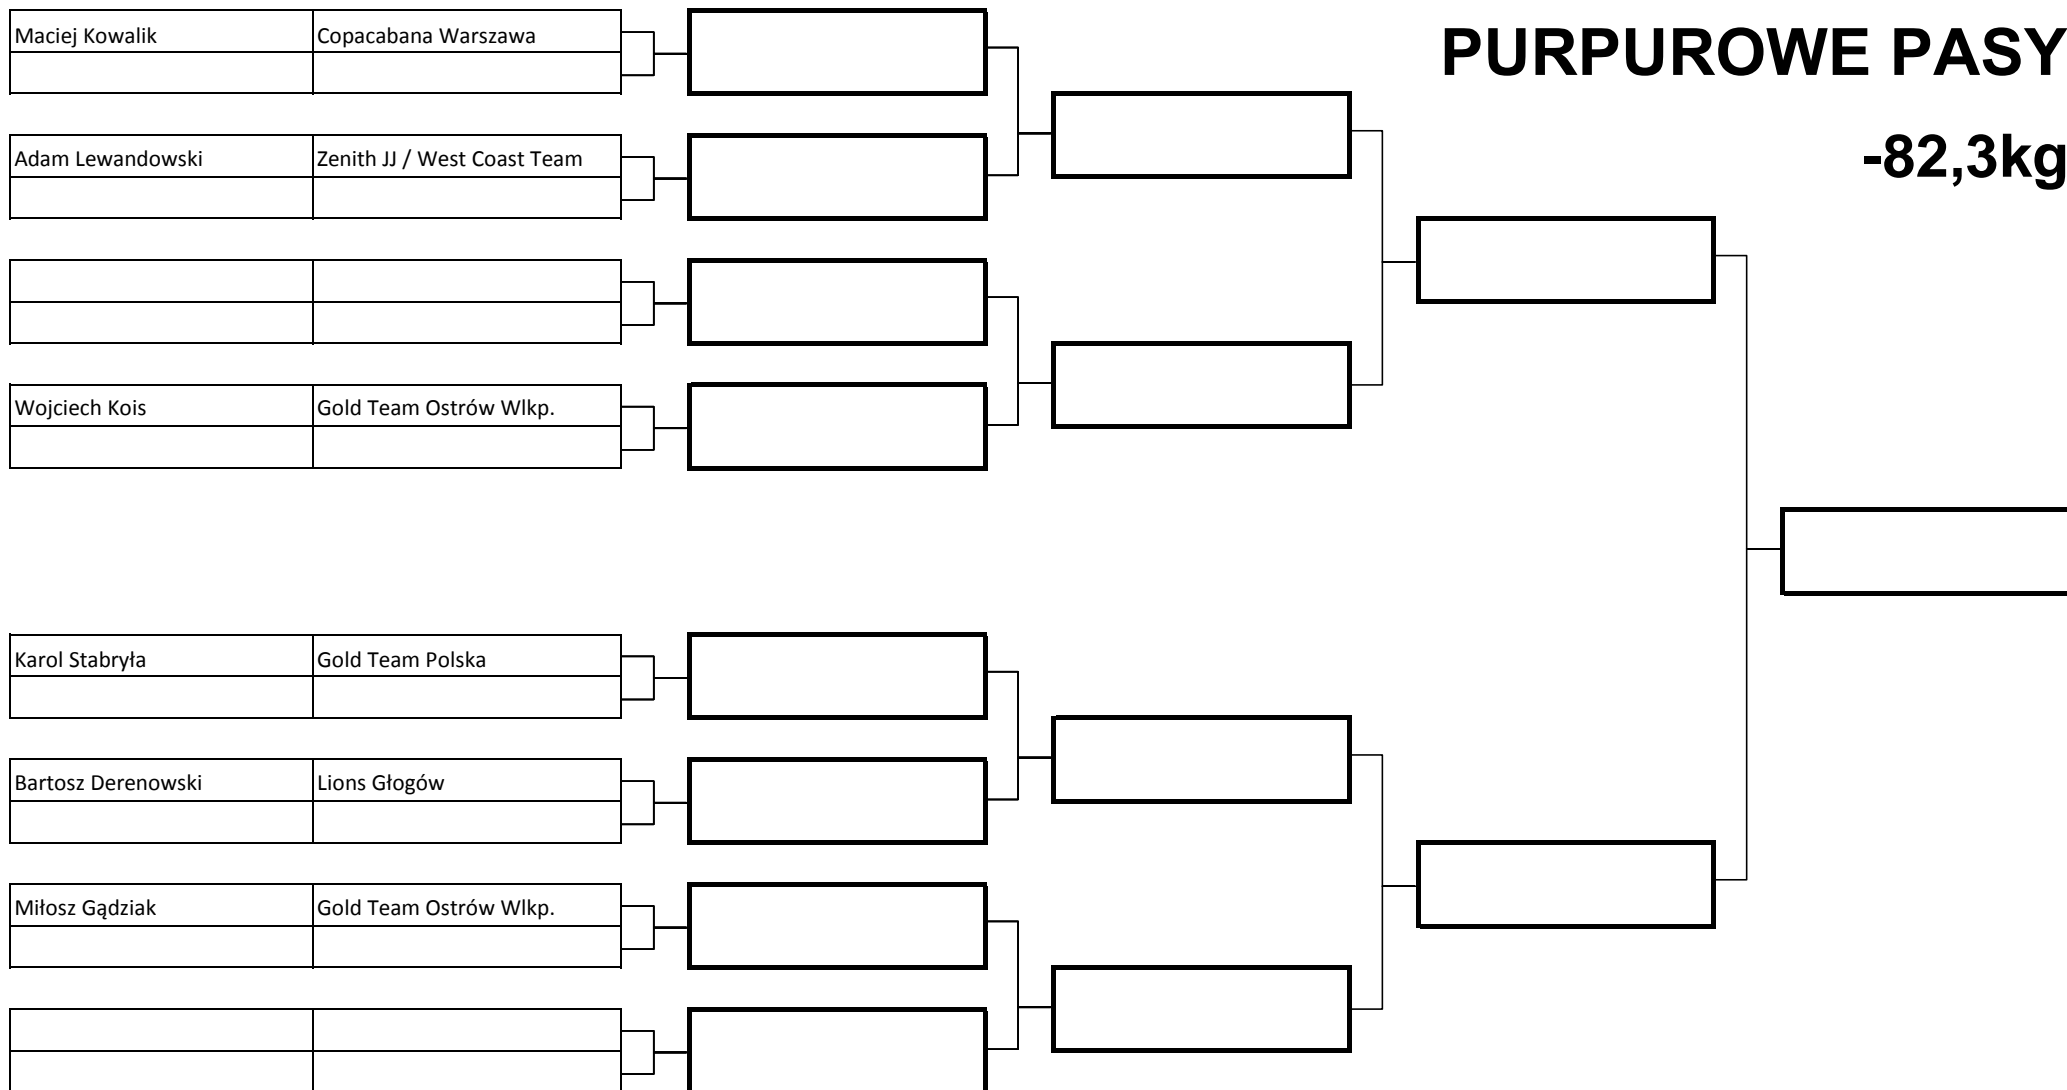 PURPUROWE PASY
-82,3kg
Maciej Kowalik Copacabana Warszawa
Adam Lewandowski Zenith JJ / West Coast Team
Wojciech Kois Gold Team Ostrów Wlkp.
Karol Stabryła Gold Team Polska
Bartosz Derenowski Lions Głogów
Miłosz Gądziak Gold Team Ostrów Wlkp.